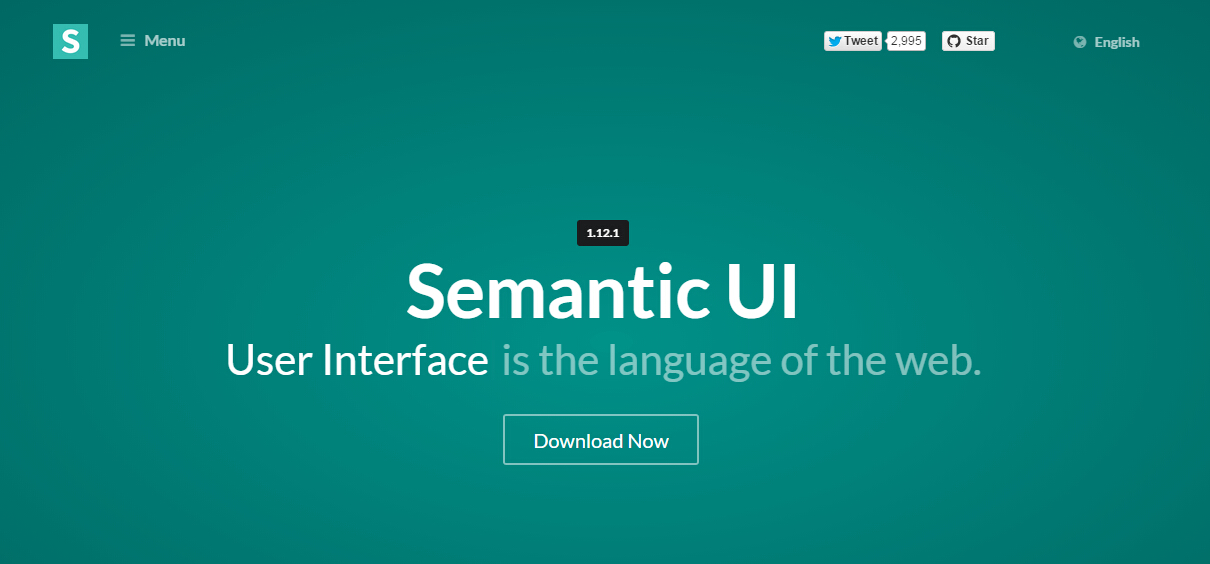 S
Menu
Tweet
2,995
Star
English
1.12.1
Semantic UI
User Interface is the language of the web.
Download Now